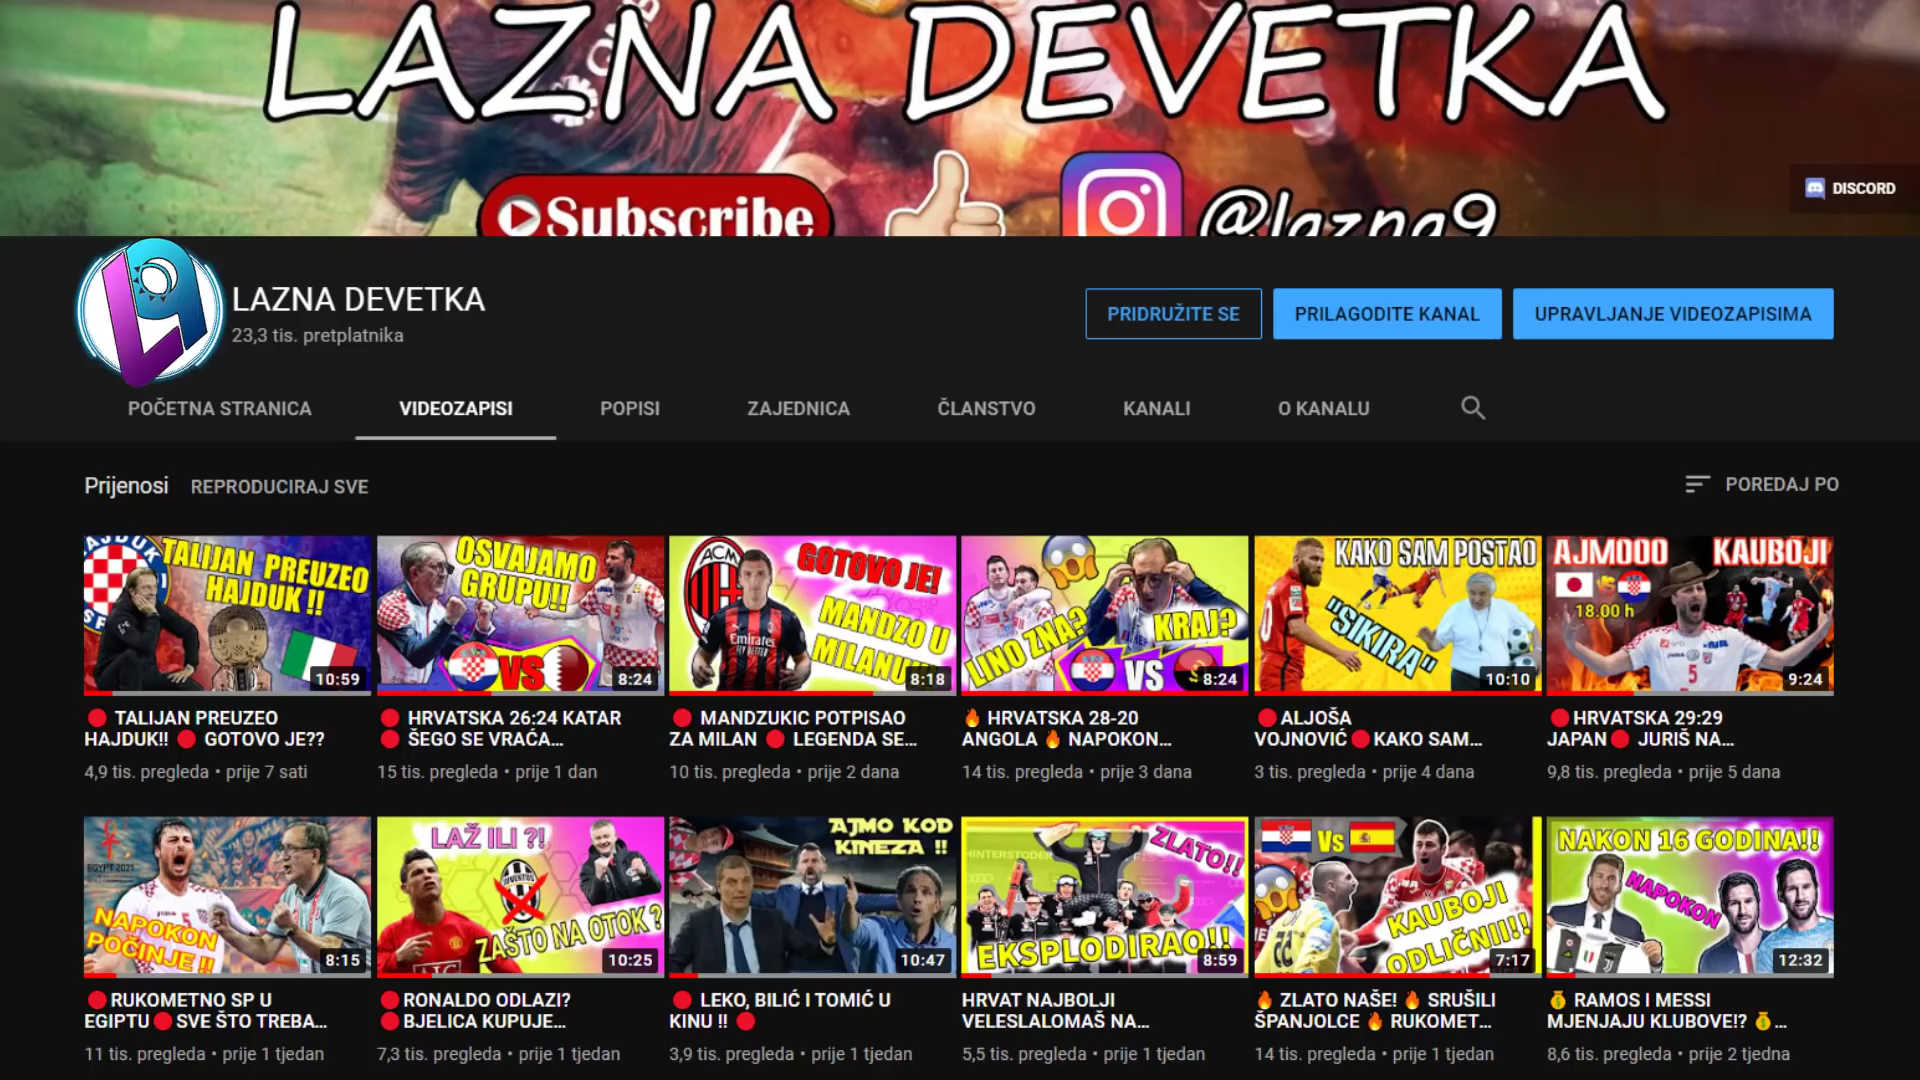 LAZNA DEVETKA
Subscribe
@lazna9
DISCORD
LAZNA DEVETKA
23,3 tis. pretplatnika
PRIDRUŽITE SE
PRILAGODITE KANAL
UPRAVLJANJE VIDEOZAPISIMA
POČETNA STRANICA
VIDEOZAPISI
POPISI
ZAJEDNICA
ČLANSTVO
KANALI
O KANALU
Prijenosi
REPRODUCIRAJ SVE
POREDAJ PO
TALIJAN PREUZEO
HAJDUK !!
10:59
🔴 TALIJAN PREUZEO
HAJDUK!! 🔴 GOTOVO JE??
4,9 tis. pregleda • prije 7 sati
OSVAJAMO
GRUPU!!
VS
8:24
🔴 HRVATSKA 26:24 KATAR
🔴 ŠEGO SE VRAĆA...
15 tis. pregleda • prije 1 dan
ACM
GOTOVO JE!
MANDZO U
MILANU
Emirates
FLY BETTER
8:18
🔴 MANDZUKIC POTPISAO
ZA MILAN 🔴 LEGENDA SE...
10 tis. pregleda • prije 2 dana
LINO ZNA?
KRAJ?
VS
8:24
🔥 HRVATSKA 28-20
ANGOLA 🔥 NAPOKON...
14 tis. pregleda • prije 3 dana
KAKO SAM POSTAO
"SIKIRA"
10:10
🔴ALJOŠA
VOJNOVIĆ🔴KAKO SAM...
3 tis. pregleda • prije 4 dana
AJMOOO KAUBOJI
VS
18.00 h
5
9:24
🔴HRVATSKA 29:29
JAPAN🔴 JURIŠ NA...
9,8 tis. pregleda • prije 5 dana
EGYPT 2021
5
NAPOKON
POČINJE !!
8:15
🔴RUKOMETNO SP U
EGIPTU🔴SVE ŠTO TREBA...
11 tis. pregleda • prije 1 tjedan
LAŽ ILI ?!
JUVENTUS
ZAŠTO NA OTOK ?
AIG
10:25
🔴RONALDO ODLAZI?
🔴BJELICA KUPUJE...
7,3 tis. pregleda • prije 1 tjedan
AJMO KOD
KINEZA !!
10:47
🔴 LEKO, BILIĆ I TOMIĆ U
KINU !! 🔴
3,9 tis. pregleda • prije 1 tjedan
HINTERSTODER
ZLATO!!
EKSPLODIRAO!!
8:59
HRVAT NAJBOLJI
VELESLALOMAŠ NA...
5,5 tis. pregleda • prije 1 tjedan
Vs
KAUBOJI
ODLIČNI!!
7:17
🔥 ZLATO NAŠE! 🔥 SRUŠILI
ŠPANJOLCE 🔥 RUKOMET...
14 tis. pregleda • prije 1 tjedan
NAKON 16 GODINA!!
NAPOKON
12:32
💰 RAMOS I MESSI
MJENJAJU KLUBOVE!? 💰...
8,6 tis. pregleda • prije 2 tjedna